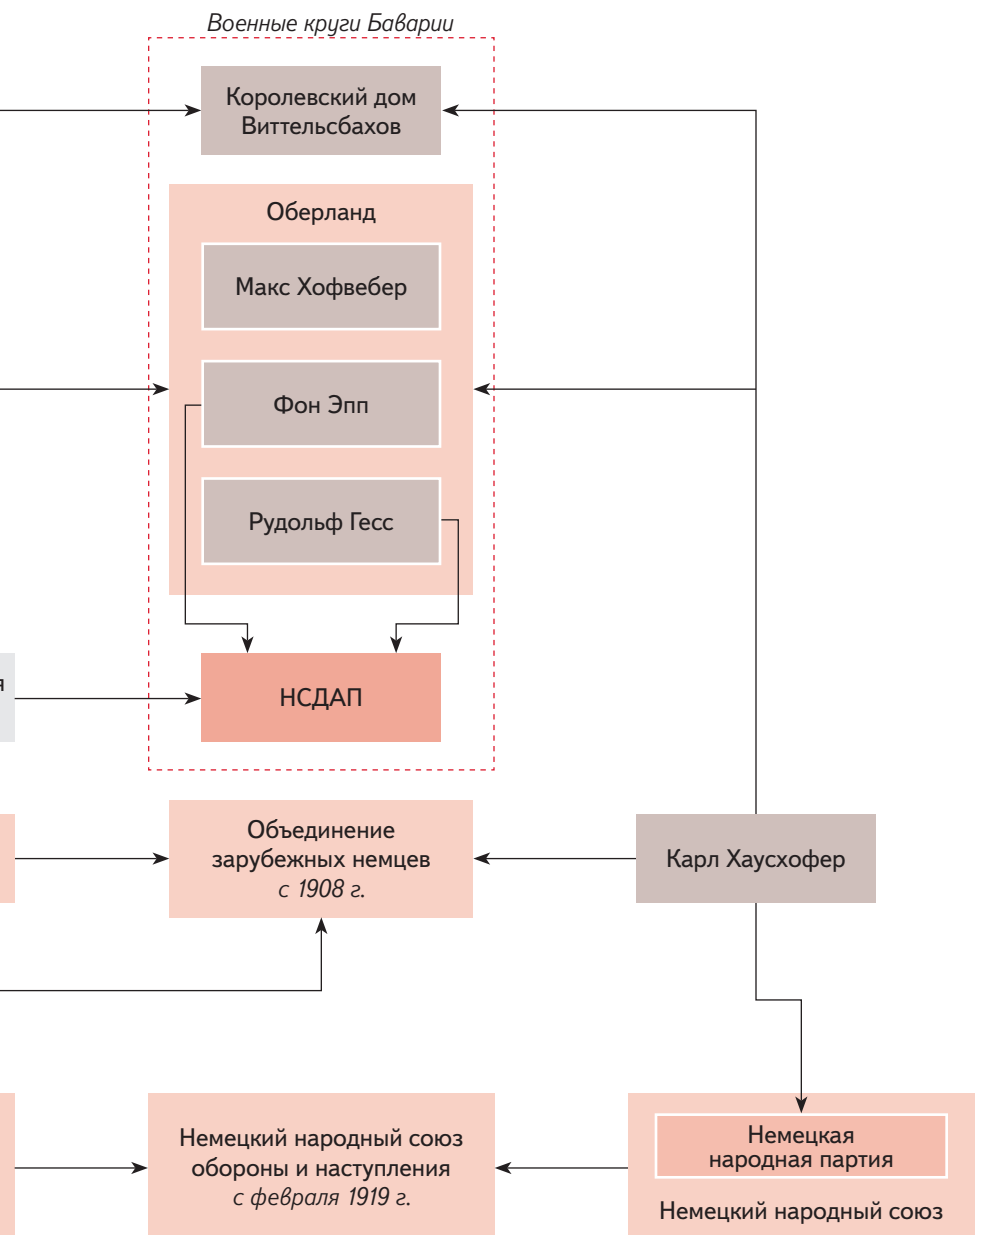 Военные круги Баварии
Королевский дом
Виттельсбахов
Оберланд
Макс Хофвебер
Фон Эпп
Рудольф Гесс
я
НСДАП
Объединение
зарубежных немцев
с 1908 г.
Карл Хаусхофер
Немецкий народный союз
обороны и наступления
с февраля 1919 г.
Немецкая
народная партия
Немецкий народный союз